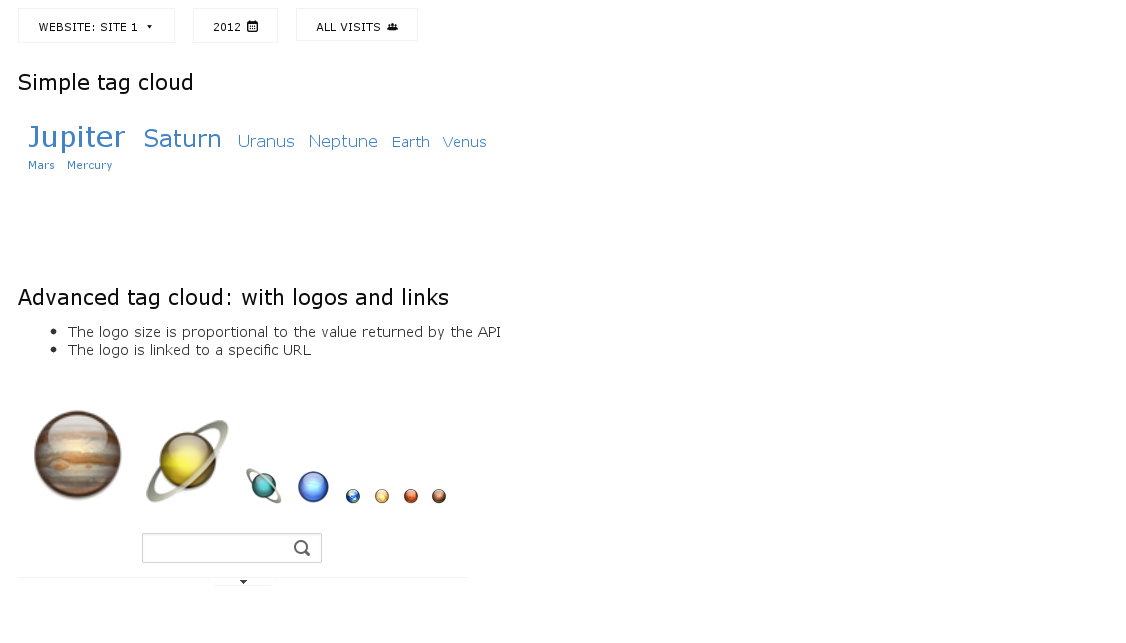 WEBSITE: SITE 1 2012 ALL VISITS
Simple tag cloud
Jupiter Saturn Uranus Neptune Earth Venus
Mars Mercury
Advanced tag cloud: with logos and links
The logo size is proportional to the value returned by the API
The logo is linked to a specific URL